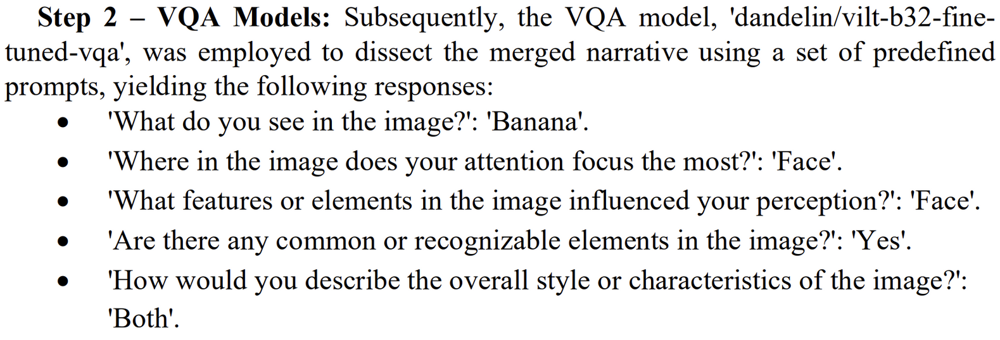 Step 2 – VQA Models: Subsequently, the VQA model, 'dandelin/vilt-b32-fine-
tuned-vqa', was employed to dissect the merged narrative using a set of predefined
prompts, yielding the following responses:
● 'What do you see in the image?': 'Banana'.
● 'Where in the image does your attention focus the most?': 'Face'.
● 'What features or elements in the image influenced your perception?': 'Face'.
● 'Are there any common or recognizable elements in the image?': 'Yes'.
● 'How would you describe the overall style or characteristics of the image?':
'Both'.